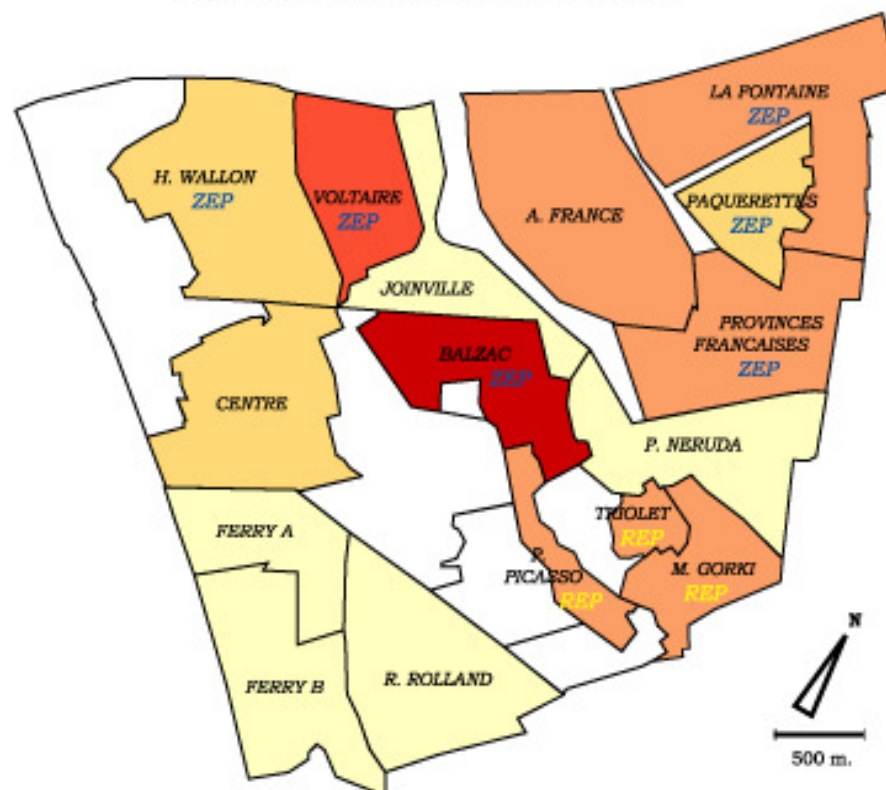 LA FONTAINE
ZEP
H. WALLON
ZEP
VOLTAIRE
ZEP
PAQUERETTES
ZEP
A. FRANCE
JOINVILLE
PROVINCES
FRANCAISES
ZEP
BALZAC
ZEP
CENTRE
P. NERUDA
FERRY A
TRIOLET
REP
P.
PICASSO
REP
M. GORKI
REP
R. ROLLAND
FERRY B
N
500 m.